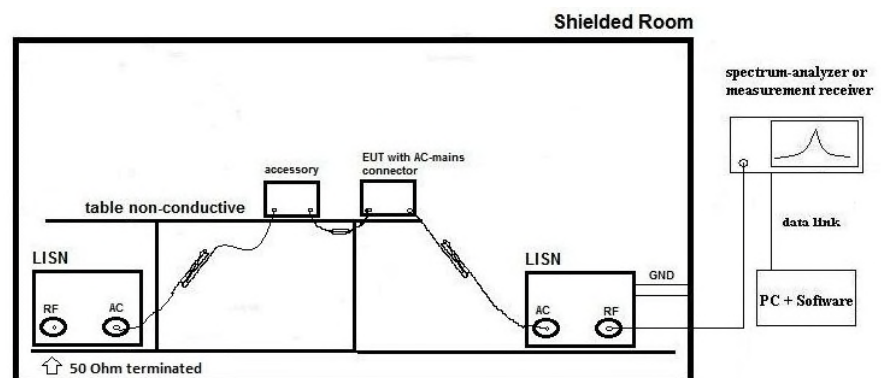 Shielded Room
spectrum-analyzer or
measurement receiver
EUT with AC-mains
connector
accessory
table non-conductive
data link
LISN
LISN
GND
RF
AC
AC
RF
PC + Software
50 Ohm terminated